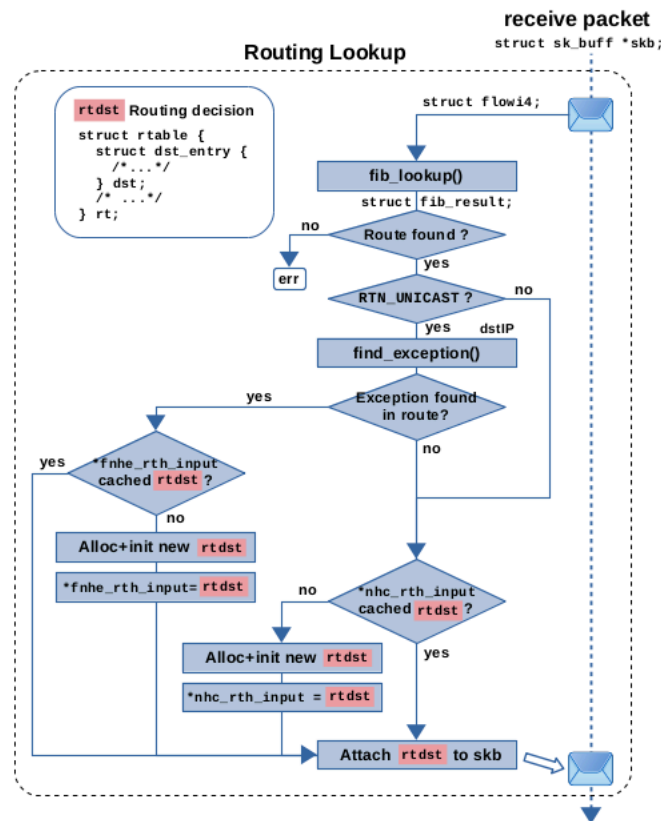 receive packet
struct sk_buff *skb;
Routing Lookup
rtdst Routing decision
struct rtable {
struct dst_entry {
/*...*/
} dst;
/* ...*/
} rt;
struct flowi4;
fib_lookup()
struct fib_result;
no
Route found ?
yes
err
RTN_UNICAST ?
no
yes
dstIP
find_exception()
yes
Exception found
in route?
no
yes
*fnhe_rth_input
cached rtdst ?
no
Alloc+init new rtdst
*fnhe_rth_input= rtdst
no
*nhc_rth_input
cached rtdst ?
yes
Alloc+init new rtdst
*nhc_rth_input = rtdst
Attach rtdst to skb